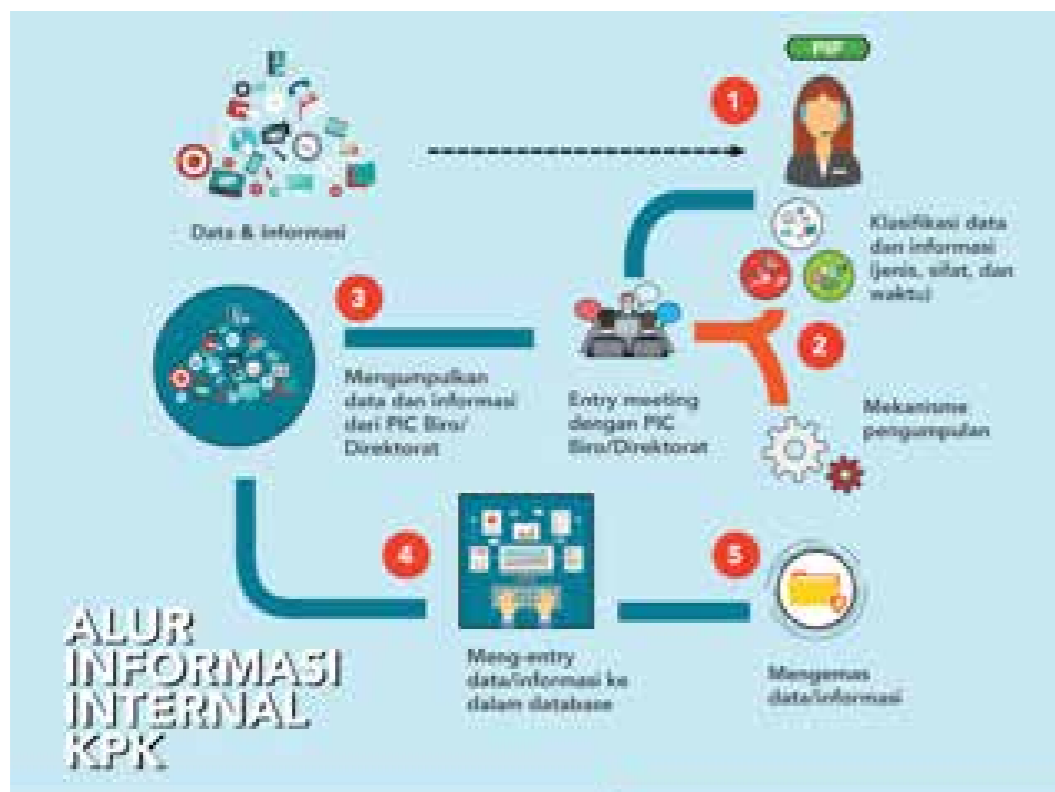 PIP
1
Data & Informasi
Klasifikasi data
dan informasi
(jenis, sifat, dan
waktu)
3
2
Mengumpulkan
data dan informasi
dari PIC Biro/
Direktorat
Entry meeting
dengan PIC
Biro/Direktorat
Mekanisme
pengumpulan
4
5
Meng-entry
data/informasi ke
dalam database
Mengemas
data/informasi
ALUR
INFORMASI
INTERNAL
KPK